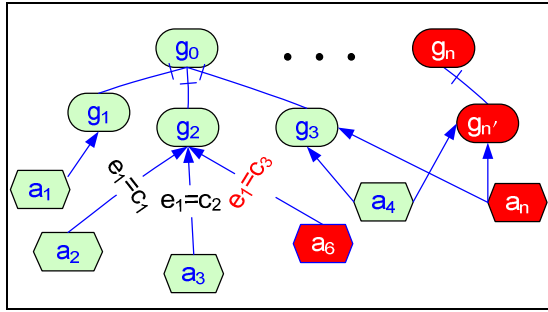 g₀ • • • gₙ
g₁ g₂ g₃ gₙ′
e₁=c₁ e₁=c₂ e₁=c₃
a₁ a₄ aₙ
a₂ a₃ a₆